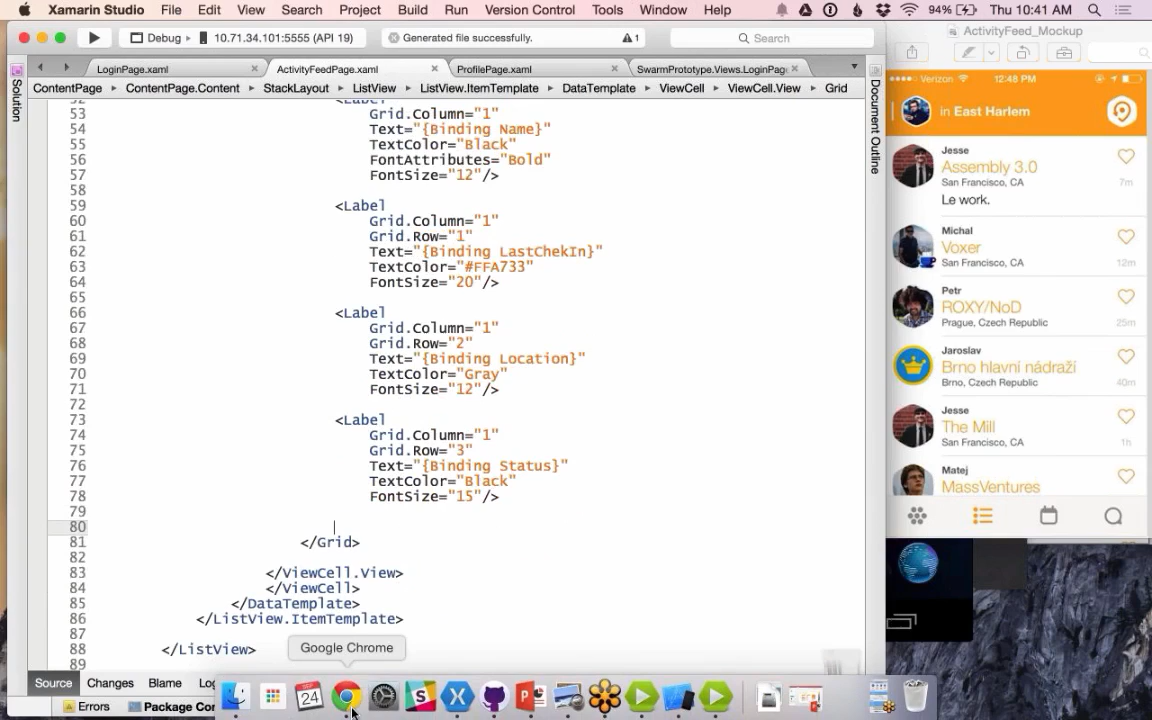 Xamarin Studio File Edit View Search Project Build Run Version Control Tools Window Help 94% Thu 10:41 AM
Debug 10.71.34.101:5555 (API 19) Generated file successfully. 1 Search
ActivityFeed_Mockup
LoginPage.xaml ActivityFeedPage.xaml ProfilePage.xaml SwarmPrototype.Views.LoginPage
ContentPage ContentPage.Content StackLayout ListView ListView.ItemTemplate DataTemplate ViewCell ViewCell.View Grid
Solution
Document Outline
52 <Label
53 Grid.Column="1"
54 Text="{Binding Name}"
55 TextColor="Black"
56 FontAttributes="Bold"
57 FontSize="12"/>
58
59 <Label
60 Grid.Column="1"
61 Grid.Row="1"
62 Text="{Binding LastChekIn}"
63 TextColor="#FFA733"
64 FontSize="20"/>
65
66 <Label
67 Grid.Column="1"
68 Grid.Row="2"
69 Text="{Binding Location}"
70 TextColor="Gray"
71 FontSize="12"/>
72
73 <Label
74 Grid.Column="1"
75 Grid.Row="3"
76 Text="{Binding Status}"
77 TextColor="Black"
78 FontSize="15"/>
79
80
81 </Grid>
82
83 </ViewCell.View>
84 </ViewCell>
85 </DataTemplate>
86 </ListView.ItemTemplate>
87
88 </ListView>
89
Google Chrome
Source Changes Blame
Errors Package Con
24
Verizon 12:48 PM
in East Harlem
Jesse
Assembly 3.0
San Francisco, CA 7m
Le work.
Michal
Voxer
San Francisco, CA 12m
Petr
ROXY/NoD
Prague, Czech Republic 25m
Jaroslav
Brno hlavní nádraží
Brno, Czech Republic 40m
Jesse
The Mill
San Francisco, CA 1h
Matej
MassVentures